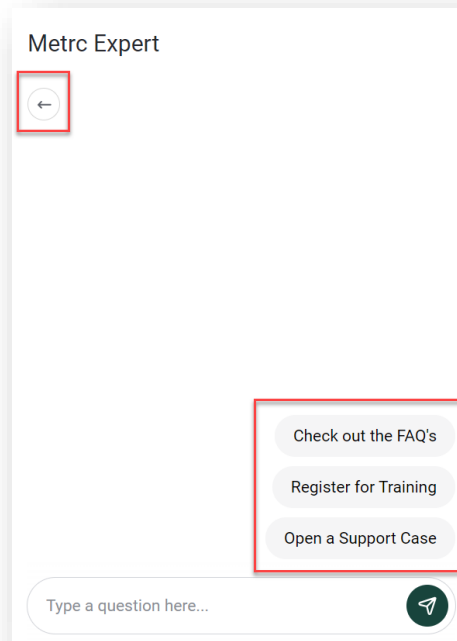 Metrc Expert
Check out the FAQ's
Register for Training
Open a Support Case
Type a question here...